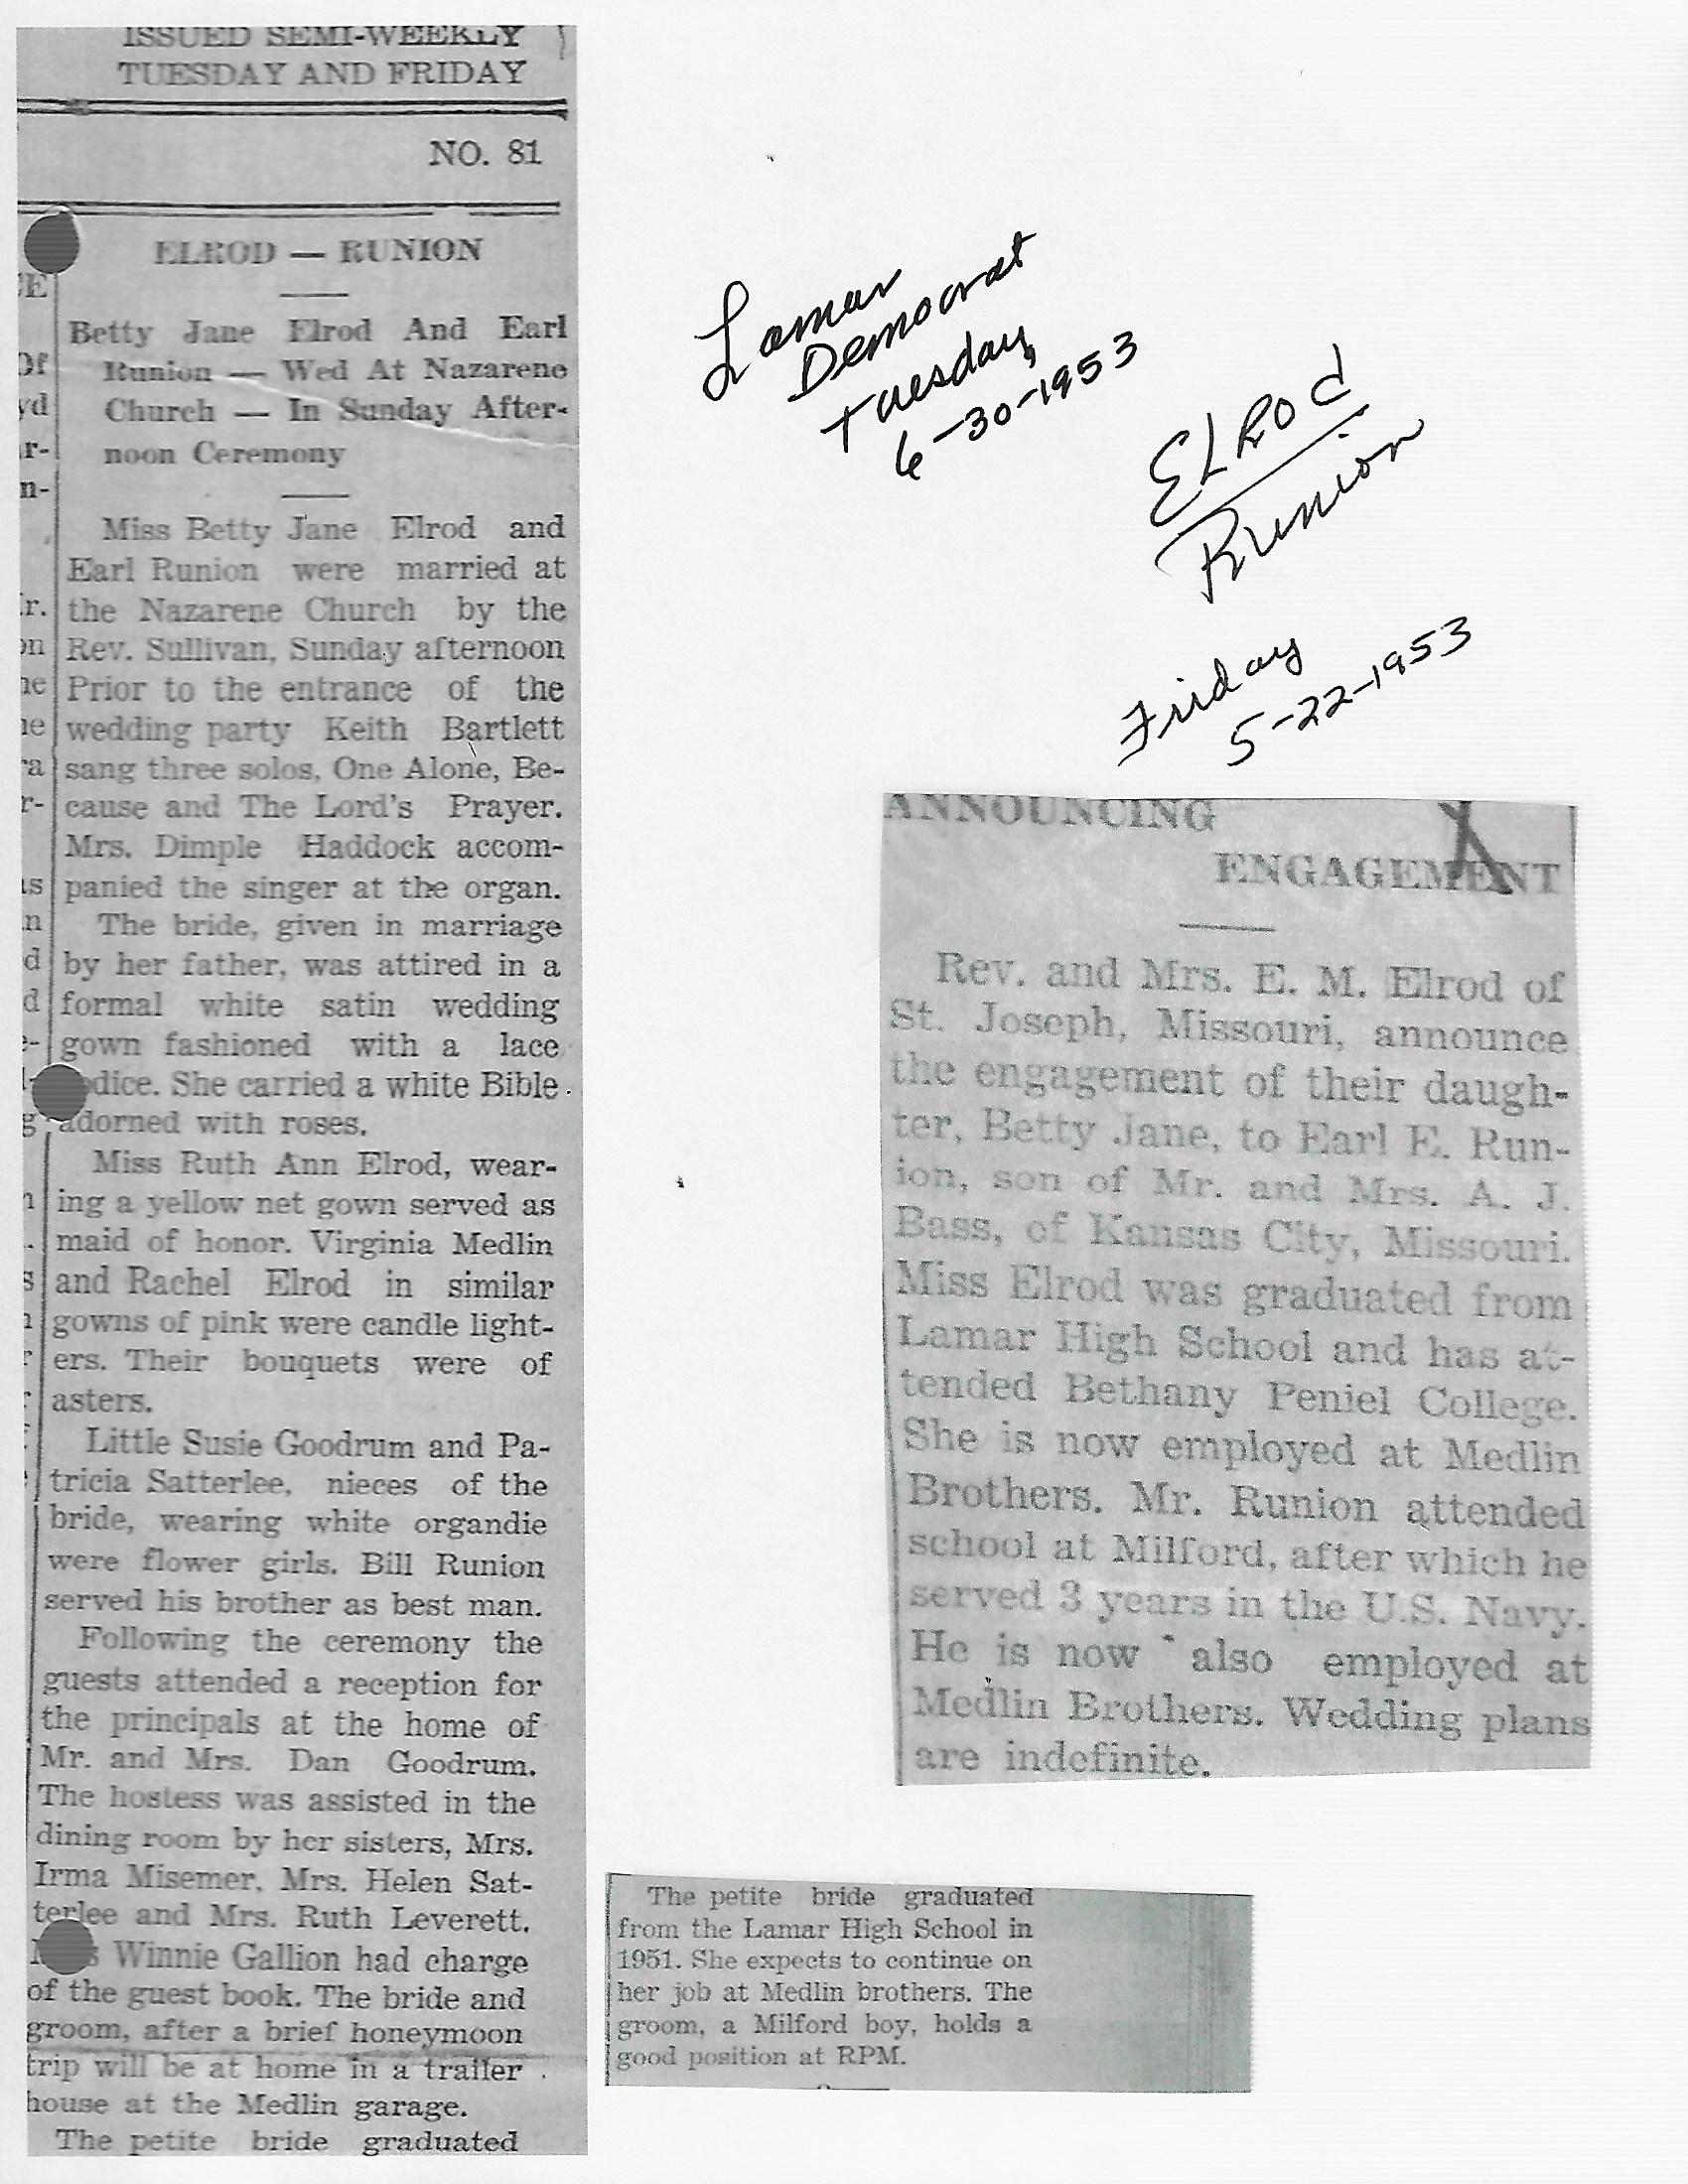 ISSUED SEMI-WEEKLY
TUESDAY AND FRIDAY
NO. 81
ELROD — RUNION
Betty Jane Elrod And Earl
Runion — Wed At Nazarene
Church — In Sunday After-
noon Ceremony
Miss Betty Jane Elrod and
Earl Runion were married at
the Nazarene Church by the
Rev. Sullivan, Sunday afternoon
Prior to the entrance of the
wedding party Keith Bartlett
sang three solos, One Alone, Be-
cause and The Lord's Prayer.
Mrs. Dimple Haddock accom-
panied the singer at the organ.
The bride, given in marriage
by her father, was attired in a
formal white satin wedding
gown fashioned with a lace
odice. She carried a white Bible
adorned with roses.
Miss Ruth Ann Elrod, wear-
ing a yellow net gown served as
maid of honor. Virginia Medlin
and Rachel Elrod in similar
gowns of pink were candle light-
ers. Their bouquets were of
asters.
Little Susie Goodrum and Pa-
tricia Satterlee, nieces of the
bride, wearing white organdie
were flower girls. Bill Runion
served his brother as best man.
Following the ceremony the
guests attended a reception for
the principals at the home of
Mr. and Mrs. Dan Goodrum.
The hostess was assisted in the
dining room by her sisters, Mrs.
Irma Misemer, Mrs. Helen Sat-
terlee and Mrs. Ruth Leverett.
Winnie Gallion had charge
of the guest book. The bride and
groom, after a brief honeymoon
trip will be at home in a trailer
house at the Medlin garage.
The petite bride graduated
Lamar
Democrat
Tuesday,
6-30-1953
ELROD
Runion
Friday
5-22-1953
ANNOUNCING
ENGAGEMENT
Rev. and Mrs. E. M. Elrod of
St. Joseph, Missouri, announce
the engagement of their daugh-
ter, Betty Jane, to Earl E. Run-
ion, son of Mr. and Mrs. A. J.
Bass, of Kansas City, Missouri.
Miss Elrod was graduated from
Lamar High School and has at-
tended Bethany Peniel College.
She is now employed at Medlin
Brothers. Mr. Runion attended
school at Milford, after which he
served 3 years in the U.S. Navy.
He is now also employed at
Medlin Brothers. Wedding plans
are indefinite.
The petite bride graduated
from the Lamar High School in
1951. She expects to continue on
her job at Medlin brothers. The
groom, a Milford boy, holds a
good position at RPM.